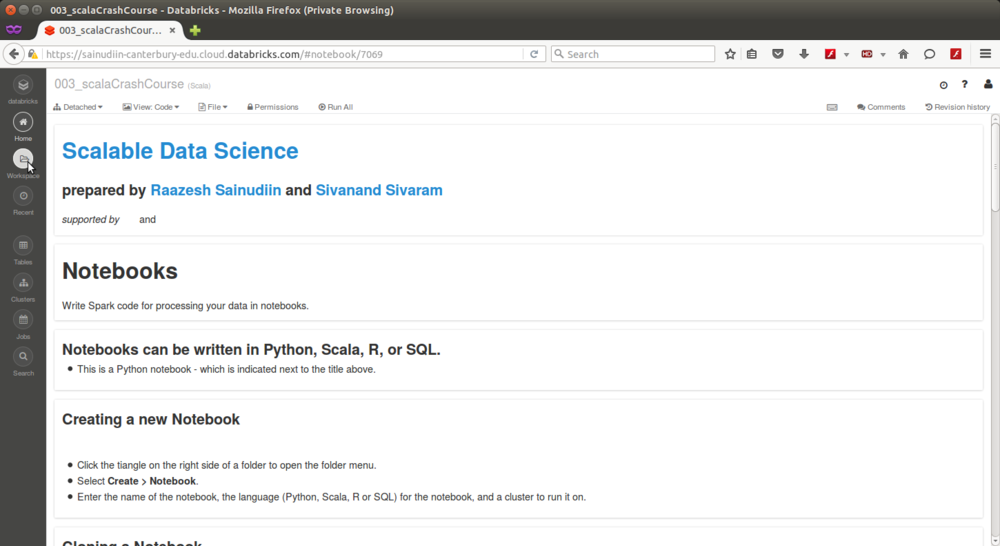 003_scalaCrashCourse - Databricks - Mozilla Firefox (Private Browsing)
003_scalaCrashCour...
https://sainudiin-canterbury-edu.cloud.databricks.com/#notebook/7069
Search
databricks
Home
Workspace
Recent
Tables
Clusters
Jobs
Search
003_scalaCrashCourse (Scala)
Detached View: Code File Permissions Run All Comments Revision history
Scalable Data Science
prepared by Raazesh Sainudiin and Sivanand Sivaram
supported by and
Notebooks
Write Spark code for processing your data in notebooks.
Notebooks can be written in Python, Scala, R, or SQL.
• This is a Python notebook - which is indicated next to the title above.
Creating a new Notebook
• Click the tiangle on the right side of a folder to open the folder menu.
• Select Create > Notebook.
• Enter the name of the notebook, the language (Python, Scala, R or SQL) for the notebook, and a cluster to run it on.
Cloning a Notebook